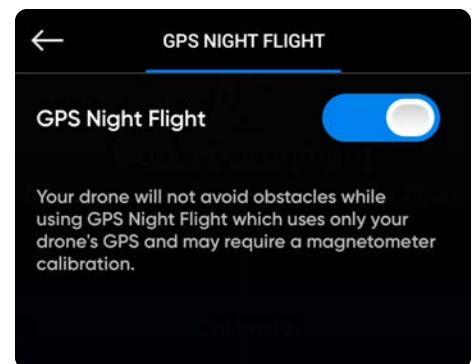 GPS NIGHT FLIGHT
GPS Night Flight
Your drone will not avoid obstacles while
using GPS Night Flight which uses only your
drone's GPS and may require a magnetometer
calibration.
Calibrate